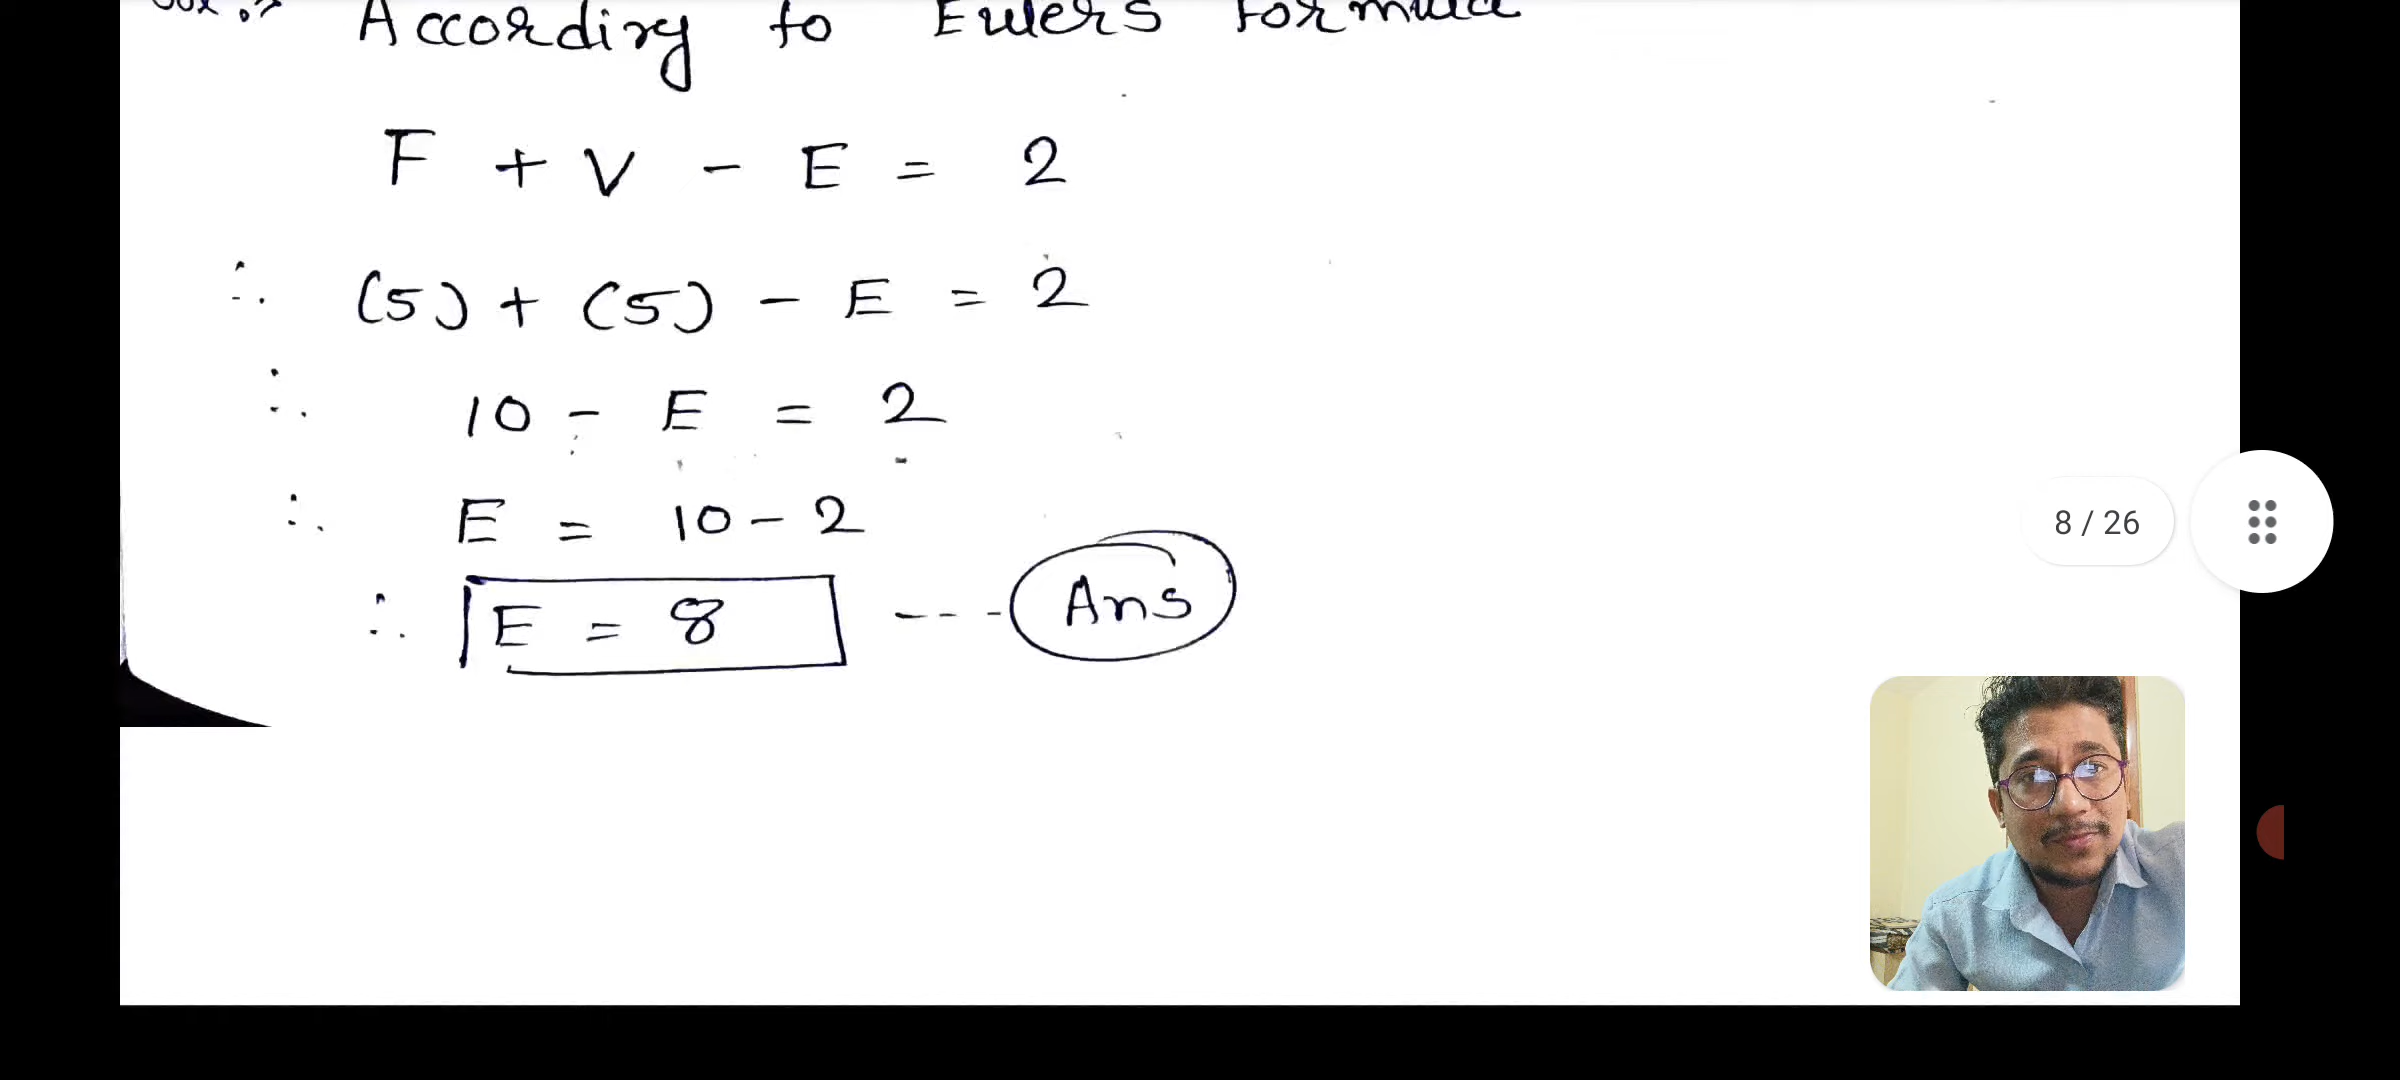 According to Eulers Formula
F + V - E = 2
∴ (5) + (5) - E = 2
∴ 10 - E = 2
∴ E = 10 - 2
∴ E = 8 --- Ans
8 / 26